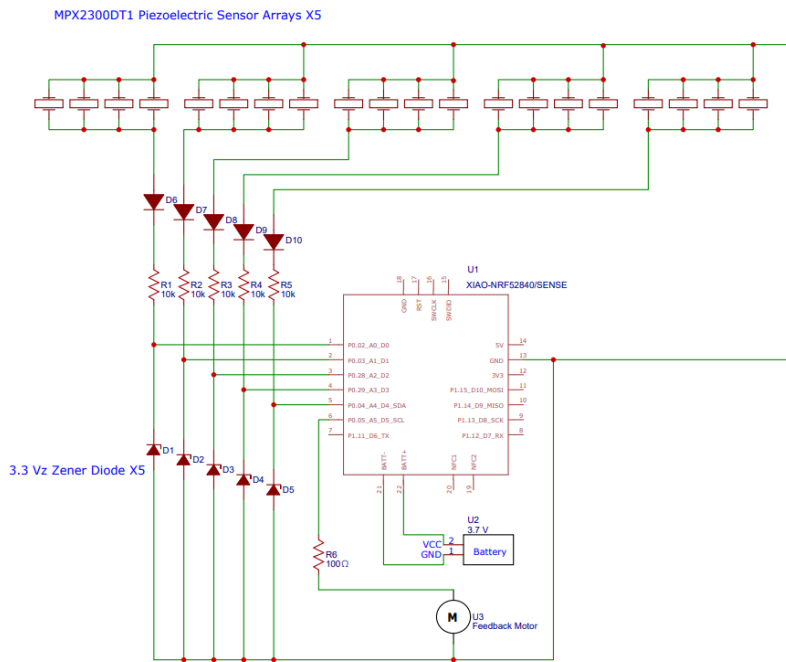 MPX2300DT1 Piezoelectric Sensor Arrays X5
D6
D7
D8
D9
D10
R1
10k
R2
10k
R3
10k
R4
10k
R5
10k
U1
XIAO-NRF52840/SENSE
18
17
16
15
GND
RST
SWCLK
SWDIO
1
P0.02_A0_D0
2
P0.03_A1_D1
3
P0.28_A2_D2
4
P0.29_A3_D3
5
P0.04_A4_D4_SDA
6
P0.05_A5_D5_SCL
7
P1.11_D6_TX
5V
14
GND
13
3V3
12
P1.15_D10_MOSI
11
P1.14_D9_MISO
10
P1.13_D8_SCK
9
P1.12_D7_RX
8
BATT-
BATT+
NFC1
NFC2
21
22
20
19
D1
D2
D3
D4
D5
3.3 Vz Zener Diode X5
U2
3.7 V
VCC
2
GND
1
Battery
R6
100Ω
M
U3
Feedback Motor